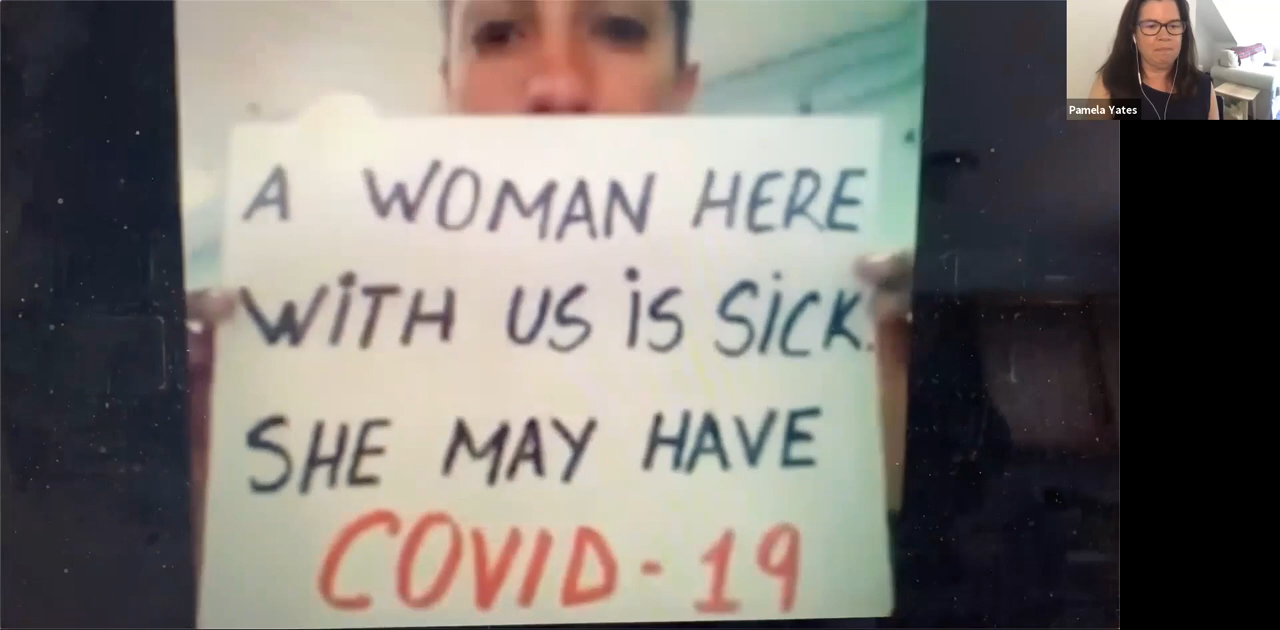 A WOMAN HERE
WiTH US iS SiCK.
SHE MAY HAVE
COVID-19
Pamela Yates